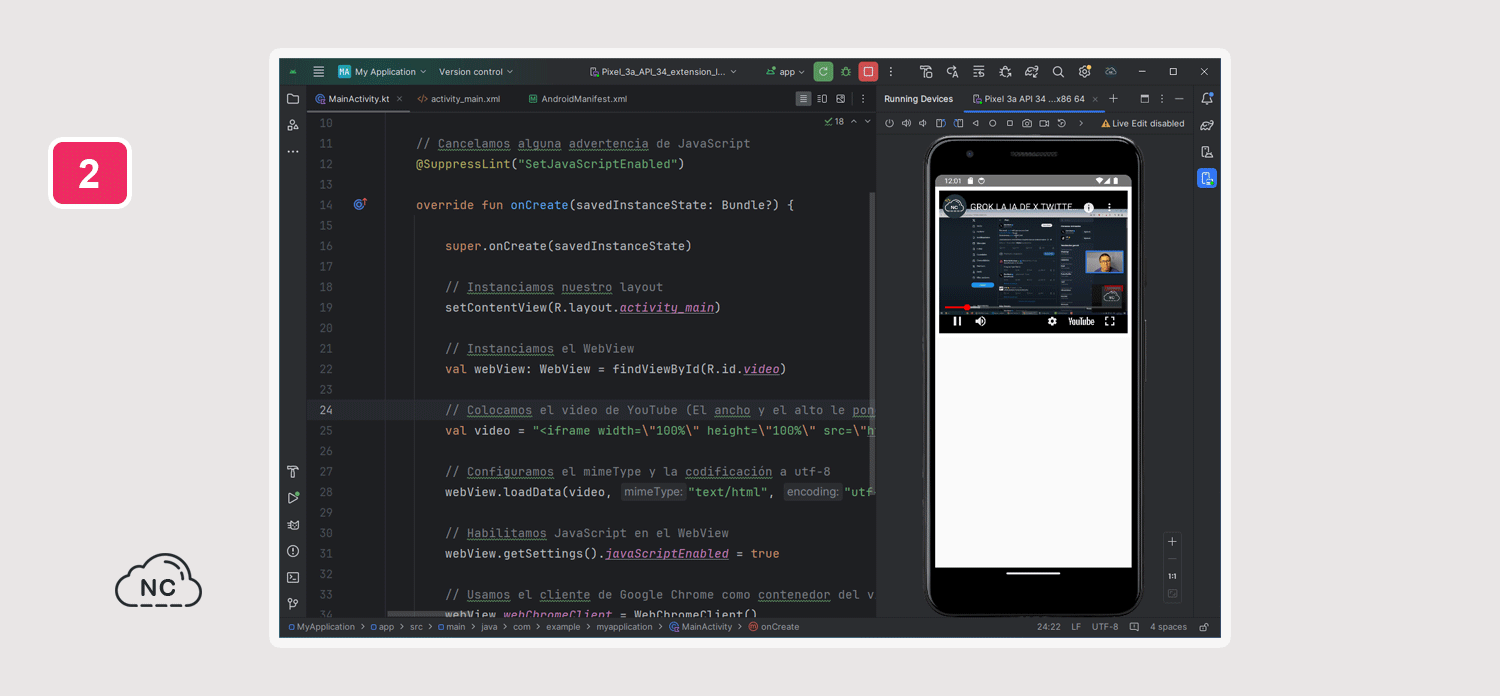 2
NC
MA My Application
Version control
Pixel_3a_API_34_extension_l...
app
MainActivity.kt
activity_main.xml
AndroidManifest.xml
Running Devices
Pixel 3a API 34 ...x86 64
18
Live Edit disabled
10
11 // Cancelamos alguna advertencia de JavaScript
12 @SuppressLint("SetJavaScriptEnabled")
13
14 override fun onCreate(savedInstanceState: Bundle?) {
15
16 super.onCreate(savedInstanceState)
17
18 // Instanciamos nuestro layout
19 setContentView(R.layout.activity_main)
20
21 // Instanciamos el WebView
22 val webView: WebView = findViewById(R.id.video)
23
24 // Colocamos el video de YouTube (El ancho y el alto le pon
25 val video = "<iframe width=\"100%\" height=\"100%\" src=\"h
26
27 // Configuramos el mimeType y la codificación a utf-8
28 webView.loadData(video, mimeType: "text/html", encoding: "utf
29
30 // Habilitamos JavaScript en el WebView
31 webView.getSettings().javaScriptEnabled = true
32
33 // Usamos el cliente de Google Chrome como contenedor del v
34 webView.webChromeClient = WebChromeClient()
12:01
NC
GROK LA IA DE X TWITTE
NC
YouTube
1:1
MyApplication > app > src > main > java > com > example > myapplication > MainActivity > onCreate
24:22 LF UTF-8 4 spaces